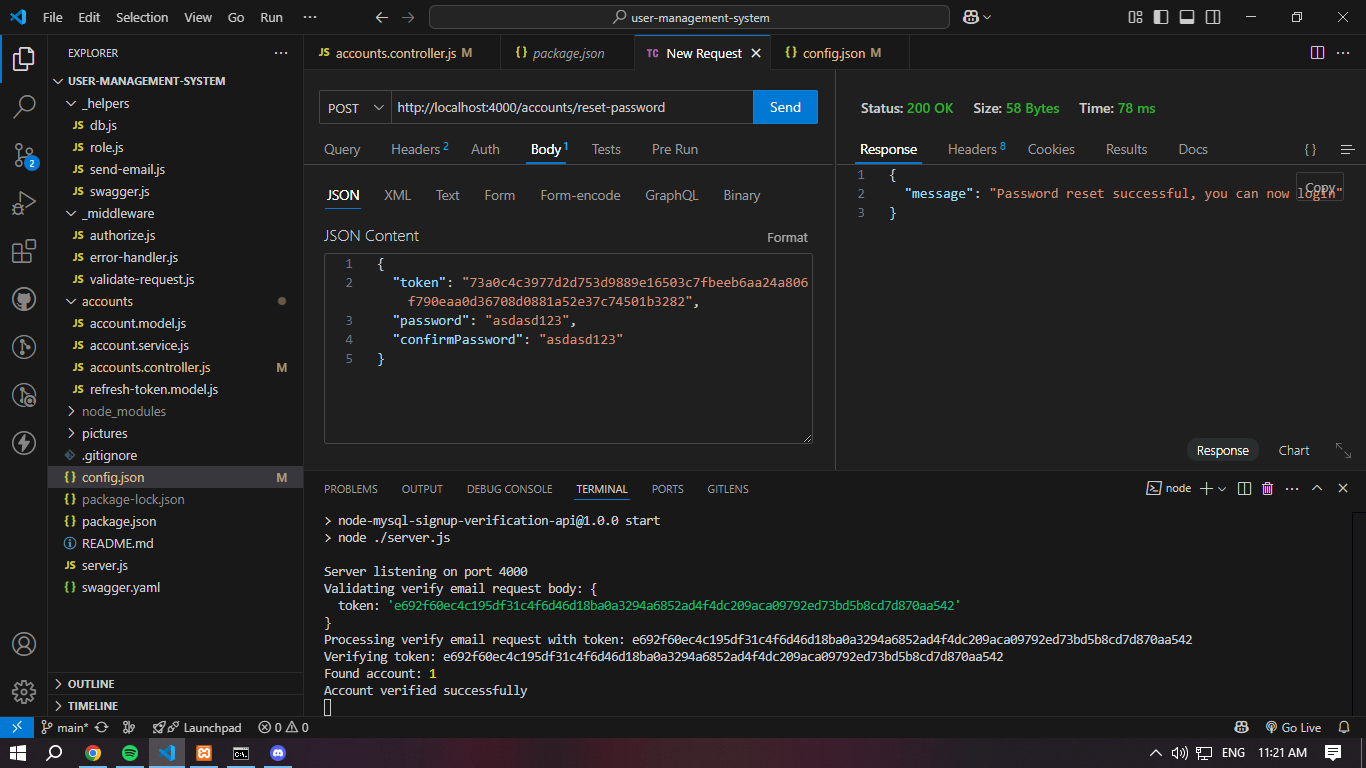 File Edit Selection View Go Run ··· user-management-system
EXPLORER ···
USER-MANAGEMENT-SYSTEM
_helpers
JS db.js
JS role.js
JS send-email.js
JS swagger.js
_middleware
JS authorize.js
JS error-handler.js
JS validate-request.js
accounts
JS account.model.js
JS account.service.js
JS accounts.controller.js M
JS refresh-token.model.js
node_modules
pictures
.gitignore
{} config.json M
{} package-lock.json
{} package.json
README.md
JS server.js
{} swagger.yaml
OUTLINE
TIMELINE
2
JS accounts.controller.js M {} package.json TC New Request {} config.json M ···
POST http://localhost:4000/accounts/reset-password Send
Query Headers 2 Auth Body 1 Tests Pre Run
JSON XML Text Form Form-encode GraphQL Binary
JSON Content Format
1 {
2 "token": "73a0c4c3977d2d753d9889e16503c7fbeeb6aa24a806
f790eaa0d36708d0881a52e37c74501b3282",
3 "password": "asdasd123",
4 "confirmPassword": "asdasd123"
5 }
Status: 200 OK Size: 58 Bytes Time: 78 ms
Response Headers 8 Cookies Results Docs {}
Copy
1 {
2 "message": "Password reset successful, you can now login"
3 }
Response Chart
PROBLEMS OUTPUT DEBUG CONSOLE TERMINAL PORTS GITLENS node ···
> node-mysql-signup-verification-api@1.0.0 start
> node ./server.js
Server listening on port 4000
Validating verify email request body: {
token: 'e692f60ec4c195df31c4f6d46d18ba0a3294a6852ad4f4dc209aca09792ed73bd5b8cd7d870aa542'
}
Processing verify email request with token: e692f60ec4c195df31c4f6d46d18ba0a3294a6852ad4f4dc209aca09792ed73bd5b8cd7d870aa542
Verifying token: e692f60ec4c195df31c4f6d46d18ba0a3294a6852ad4f4dc209aca09792ed73bd5b8cd7d870aa542
Found account: 1
Account verified successfully
main* Launchpad 0 0 Go Live
ENG 11:21 AM